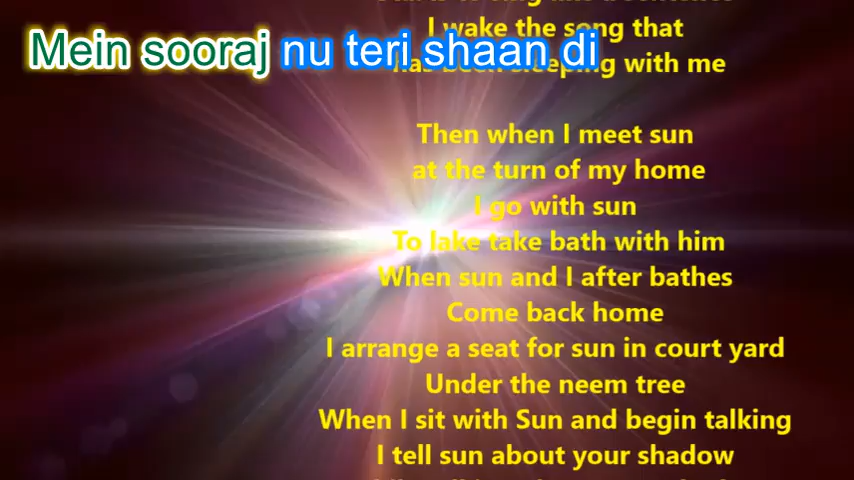 Mein sooraj nu teri shaan di
I wake the song that
sleeping with me
Then when I meet sun
at the turn of my home
I go with sun
To lake take bath with him
When sun and I after bathes
Come back home
I arrange a seat for sun in court yard
Under the neem tree
When I sit with Sun and begin talking
I tell sun about your shadow